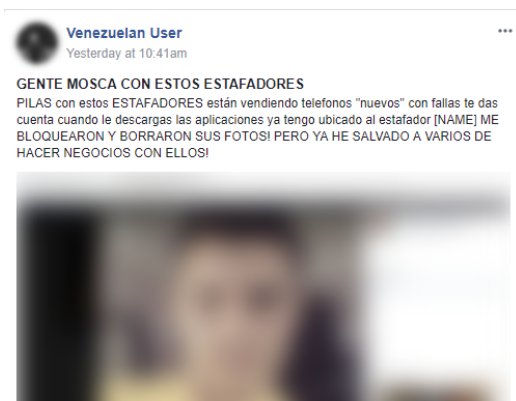 Venezuelan User
Yesterday at 10:41am
GENTE MOSCA CON ESTOS ESTAFADORES
PILAS con estos ESTAFADORES están vendiendo telefonos "nuevos" con fallas te das
cuenta cuando le descargas las aplicaciones ya tengo ubicado al estafador [NAME] ME
BLOQUEARON Y BORRARON SUS FOTOS! PERO YA HE SALVADO A VARIOS DE
HACER NEGOCIOS CON ELLOS!